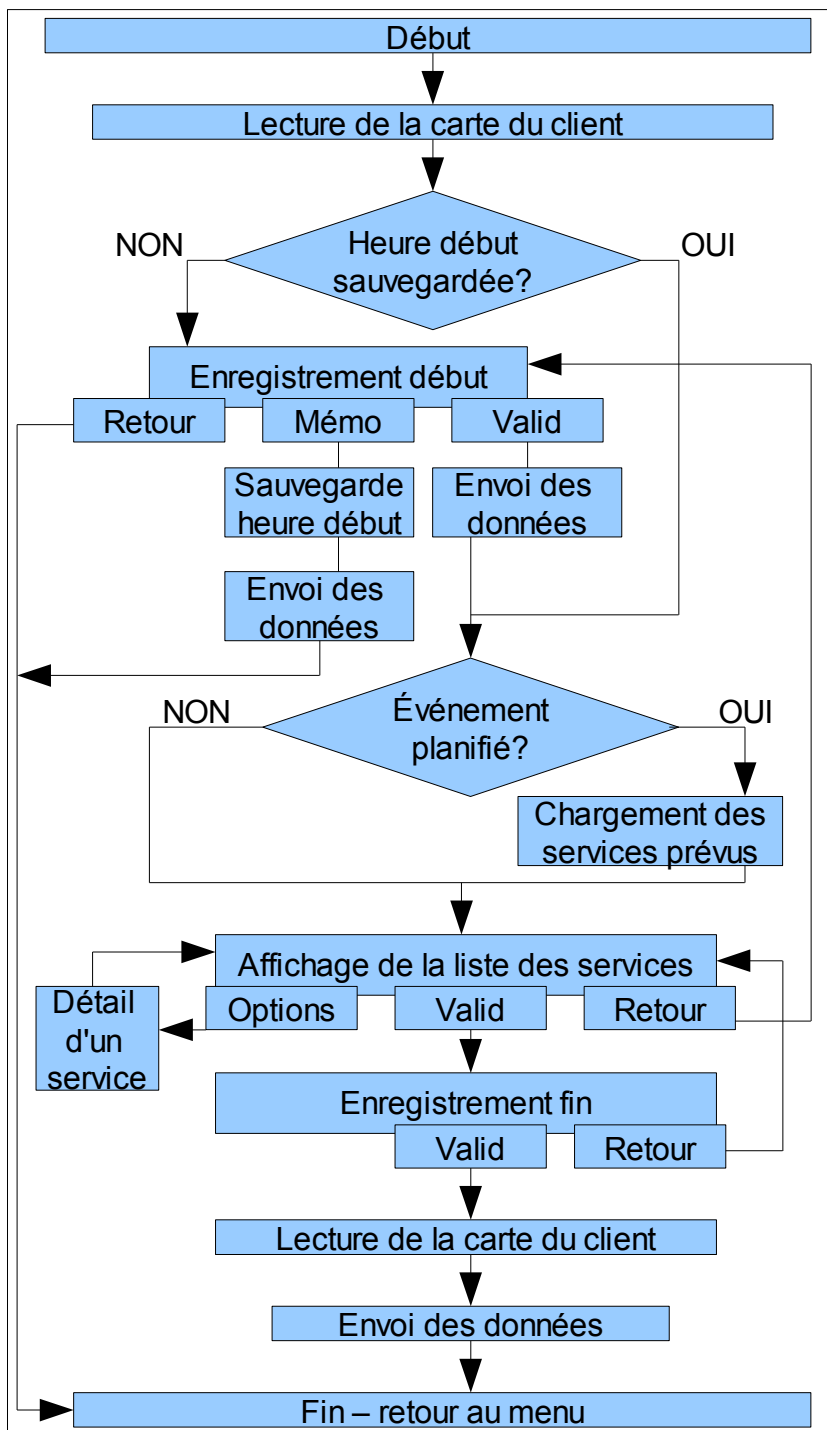 Début
Lecture de la carte du client
NON
Heure début
sauvegardée?
OUI
Enregistrement début
Retour
Mémo
Valid
Sauvegarde
heure début
Envoi des
données
Envoi des
données
NON
Événement
planifié?
OUI
Chargement des
services prévus
Affichage de la liste des services
Options
Valid
Retour
Détail
d'un
service
Enregistrement fin
Valid
Retour
Lecture de la carte du client
Envoi des données
Fin – retour au menu